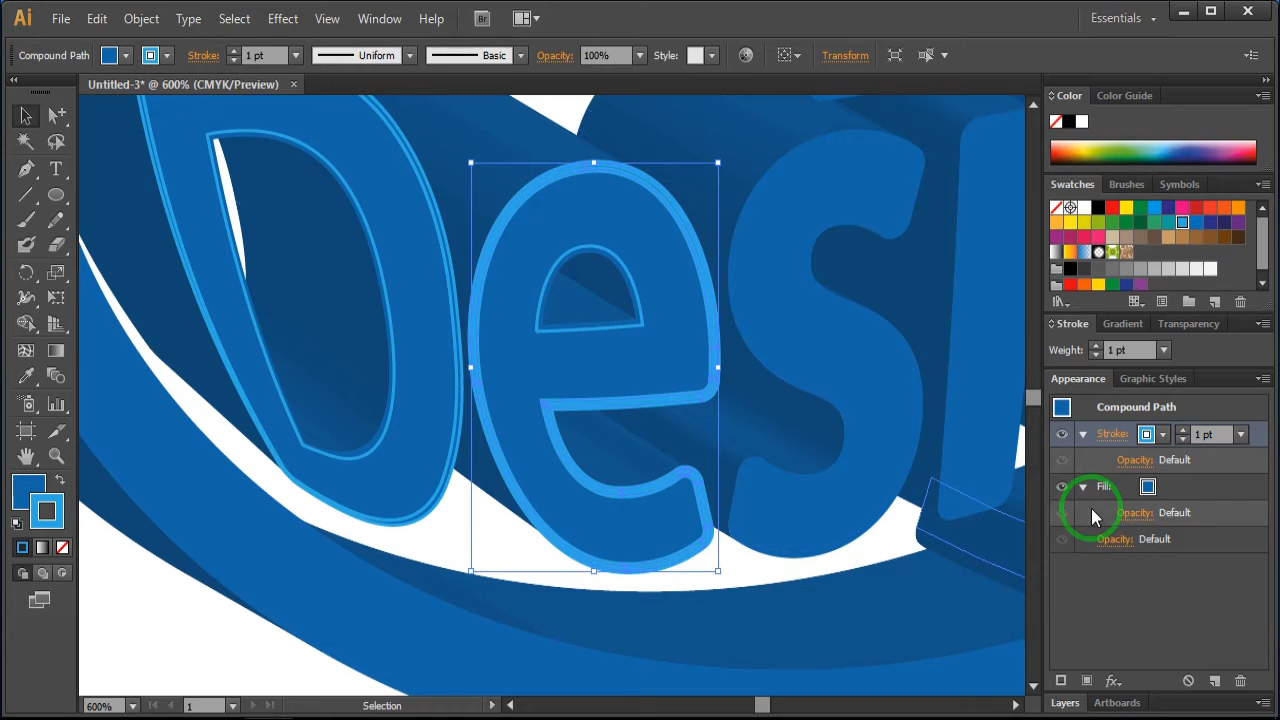 Ai File Edit Object Type Select Effect View Window Help Br Essentials
Compound Path Stroke: 1 pt Uniform Basic Opacity: 100% Style: Transform
Untitled-3* @ 600% (CMYK/Preview)
Color Color Guide
Swatches Brushes Symbols
Stroke Gradient Transparency
Weight: 1 pt
Appearance Graphic Styles
Compound Path
Stroke: 1 pt
Opacity: Default
Fill:
Opacity: Default
Opacity: Default
fx
Layers Artboards
Des
600% 1 Selection